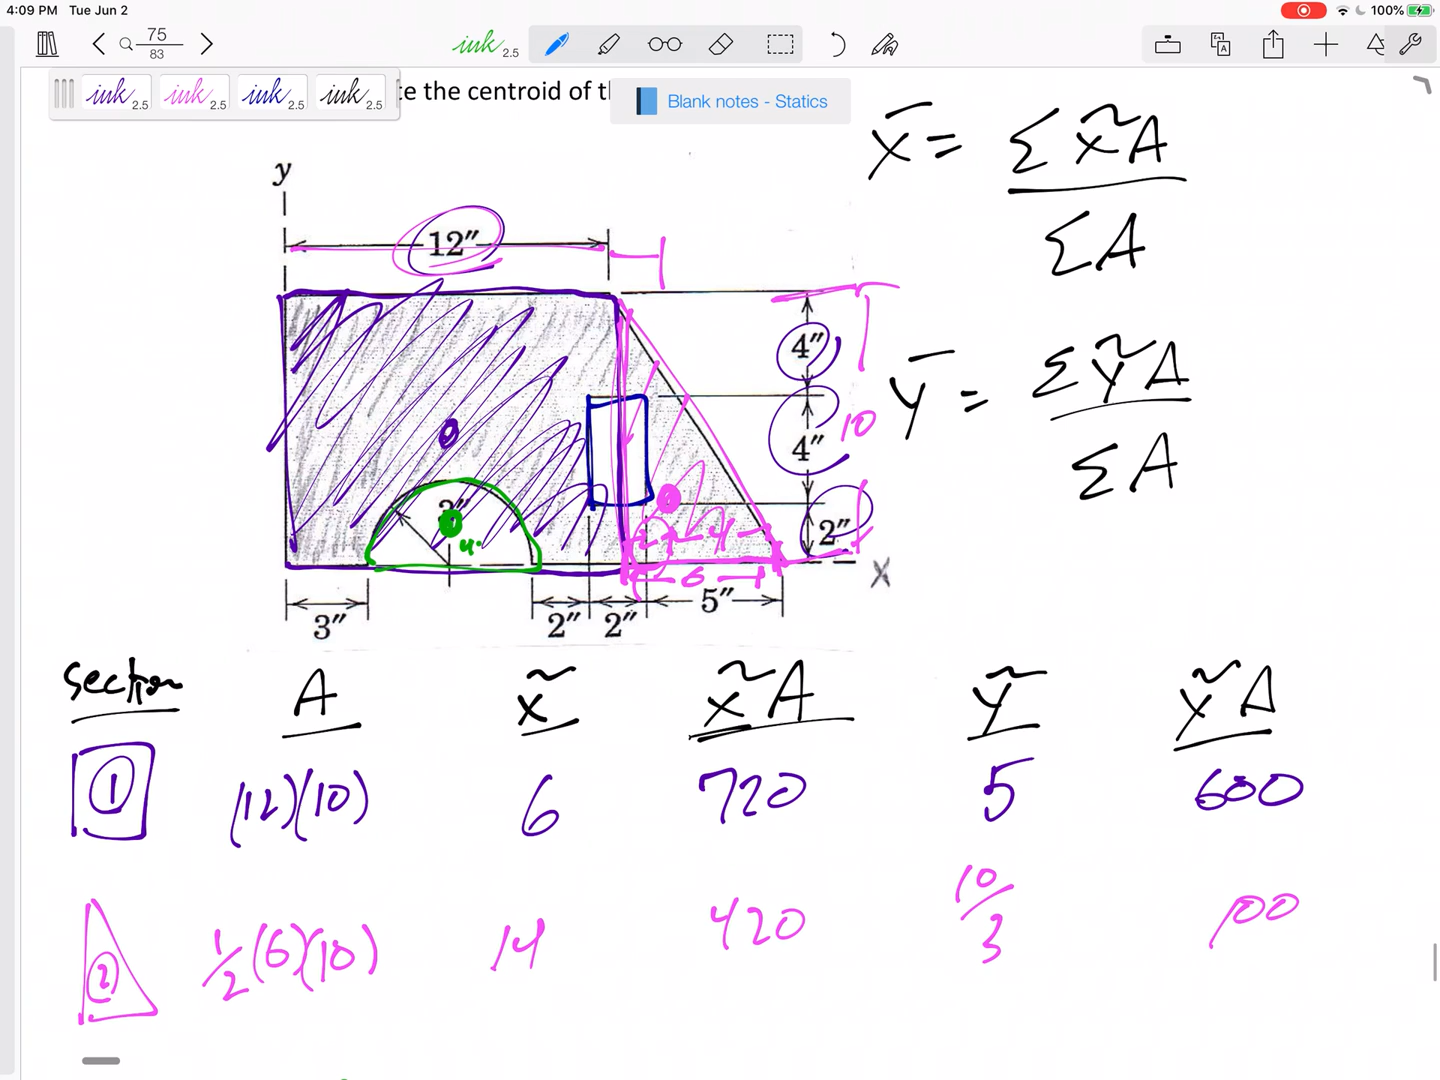 4:09 PM Tue Jun 2
100%
75
83
ink 2.5
ink 2.5 ink 2.5 ink 2.5 ink 2.5
te the centroid of th
Blank notes - Statics
x̄ = Σ x̃A
ΣA
ȳ = Σ ỹA
ΣA
y
12"
4"
4"
10
2"
4
6
x
3"
2" 2" 5"
section A x̃ x̃A ỹ ỹA
1 (12)(10) 6 720 5 600
2 1/2 (6)(10) 14 420 10/3 100